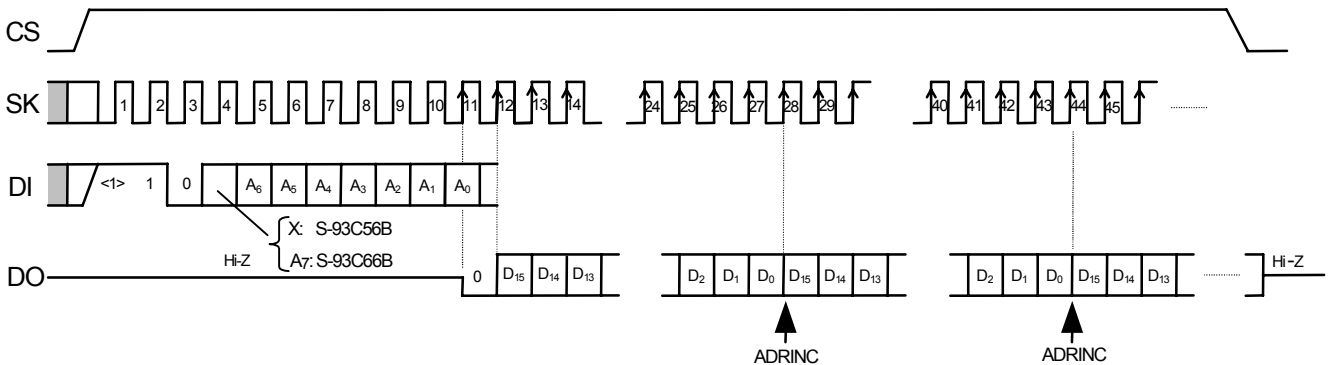 CS
SK 1 2 3 4 5 6 7 8 9 10 11 12 13 14 24 25 26 27 28 29 40 41 42 43 44 45
DI <1> 1 0 A6 A5 A4 A3 A2 A1 A0
X: S-93C56B
Hi-Z A7: S-93C66B
Hi-Z
DO 0 D15 D14 D13 D2 D1 D0 D15 D14 D13 D2 D1 D0 D15 D14 D13
ADRINC ADRINC